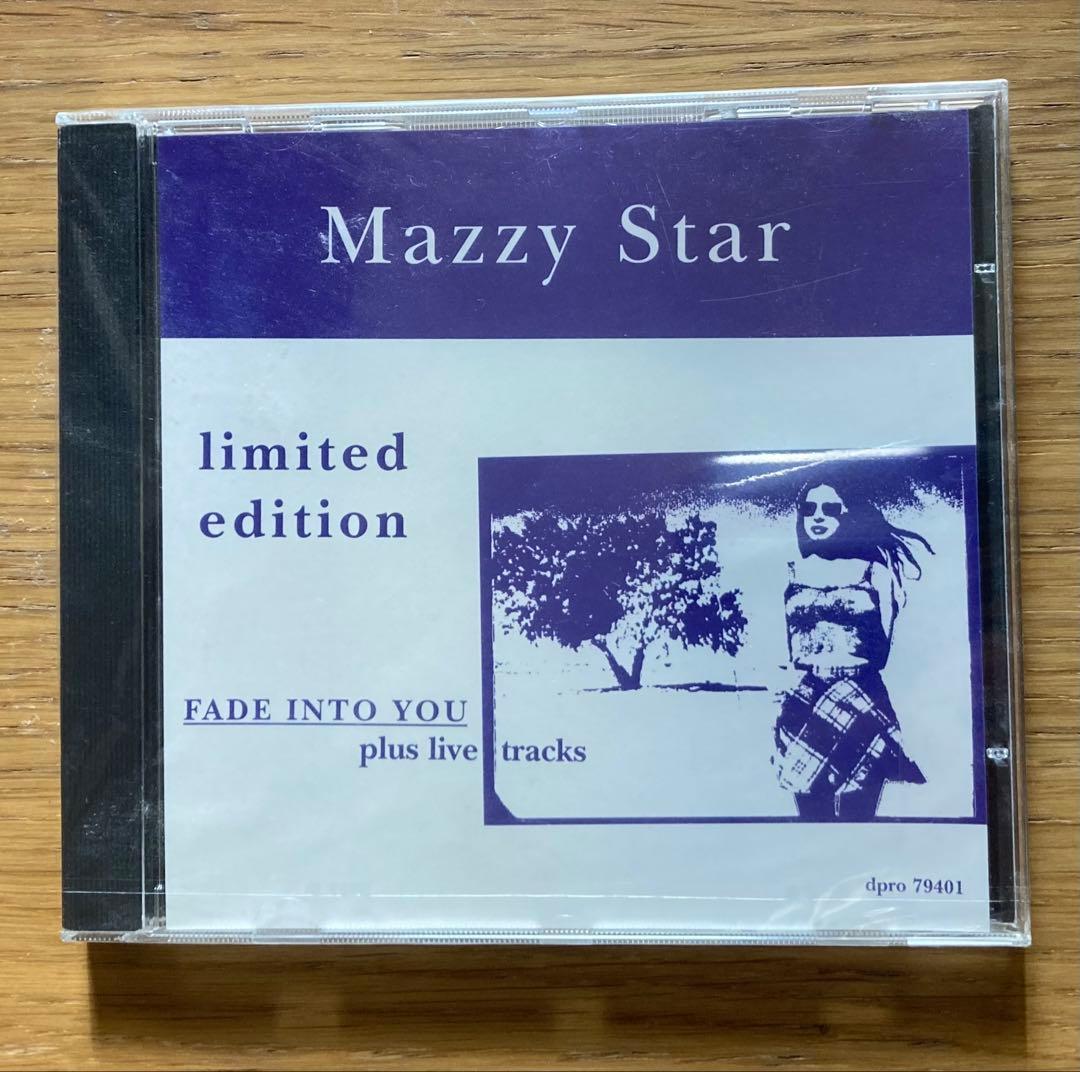 Mazzy Star
limited
edition
FADE INTO YOU
plus live tracks
dpro 79401